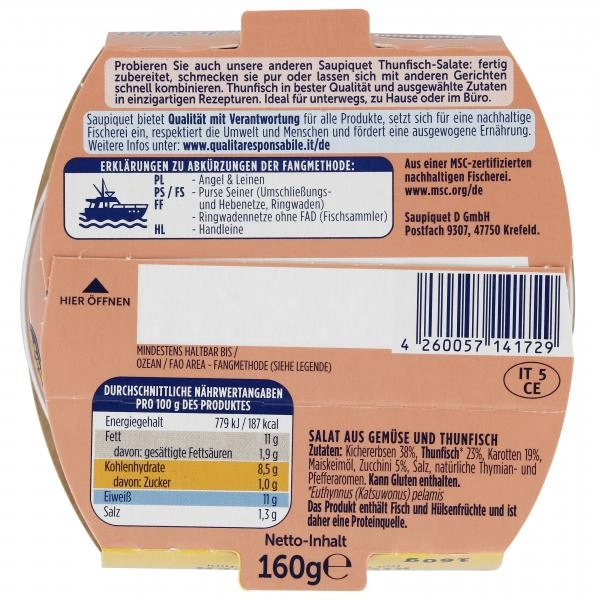 Probieren Sie auch unsere anderen Saupiquet Thunfisch-Salate: fertig
zubereitet, schmecken sie pur oder lassen sich mit anderen Gerichten
schnell kombinieren. Thunfisch in bester Qualität und ausgewählte Zutaten
in einzigartigen Rezepturen. Ideal für unterwegs, zu Hause oder im Büro.
Saupiquet bietet Qualität mit Verantwortung für alle Produkte, setzt sich für eine nachhaltige
Fischerei ein, respektiert die Umwelt und Menschen und fördert eine ausgewogene Ernährung.
Weitere Infos unter: www.qualitaresponsabile.it/de
ERKLÄRUNGEN ZU ABKÜRZUNGEN DER FANGMETHODE:
PL - Angel & Leinen
PS / FS - Purse Seiner (Umschließungs-
FF und Hebenetze, Ringwaden)
- Ringwadennetze ohne FAD (Fischsammler)
HL - Handleine
Aus einer MSC-zertifizierten
nachhaltigen Fischerei.
www.msc.org/de
Saupiquet D GmbH
Postfach 9307, 47750 Krefeld.
HIER ÖFFNEN
MINDESTENS HALTBAR BIS /
OZEAN / FAO AREA - FANGMETHODE (SIEHE LEGENDE)
4 260057 141729
IT 5
CE
DURCHSCHNITTLICHE NÄHRWERTANGABEN
PRO 100 g DES PRODUKTES
Energiegehalt 779 kJ / 187 kcal
Fett 11 g
davon: gesättigte Fettsäuren 1,9 g
Kohlenhydrate 8,5 g
davon: Zucker 1,0 g
Eiweiß 11 g
Salz 1,3 g
SALAT AUS GEMÜSE UND THUNFISCH
Zutaten: Kichererbsen 38%, Thunfisch* 23%, Karotten 19%,
Maiskeimöl, Zucchini 5%, Salz, natürliche Thymian- und
Pfefferaromen. Kann Gluten enthalten.
*Euthynnus (Katsuwonus) pelamis
Das Produkt enthält Fisch und Hülsenfrüchte und ist
daher eine Proteinquelle.
Netto-Inhalt
160g℮
160g